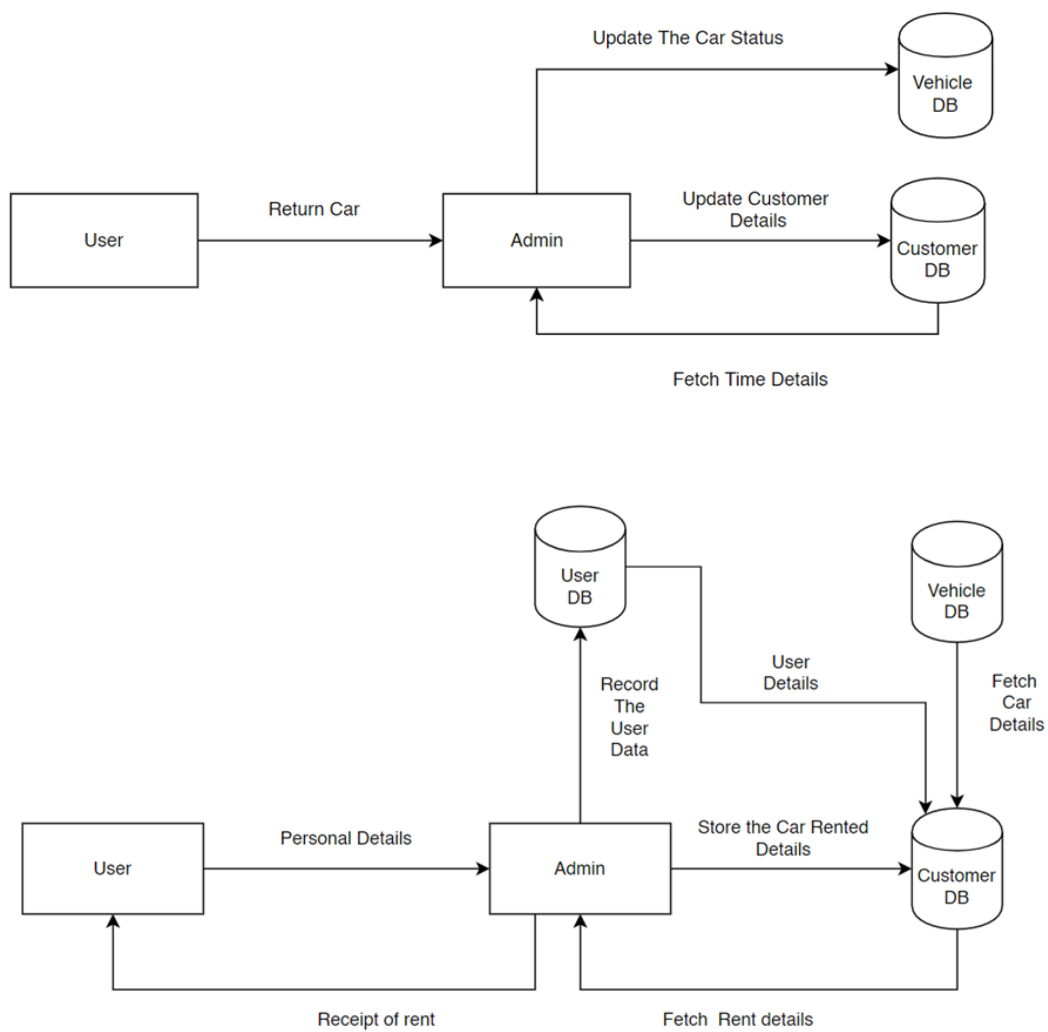 Update The Car Status
Vehicle
DB
Return Car
Update Customer
Details
User
Admin
Customer
DB
Fetch Time Details
User
DB
Vehicle
DB
Record
The
User
Data
User
Details
Fetch
Car
Details
Personal Details
Store the Car Rented
Details
User
Admin
Customer
DB
Receipt of rent
Fetch Rent details